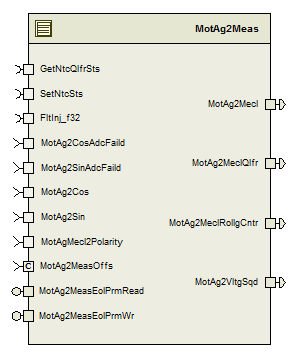 MotAg2Meas
GetNtcQlfrSts
SetNtcSts
FltInj_f32
MotAg2CosAdcFaild
MotAg2SinAdcFaild
MotAg2Cos
MotAg2Sin
MotAgMecl2Polarity
C
MotAg2MeasOffs
MotAg2MeasEolPrmRead
MotAg2MeasEolPrmWr
MotAg2Mecl
MotAg2MeclQlfr
MotAg2MeclRollgCntr
MotAg2VltgSqd